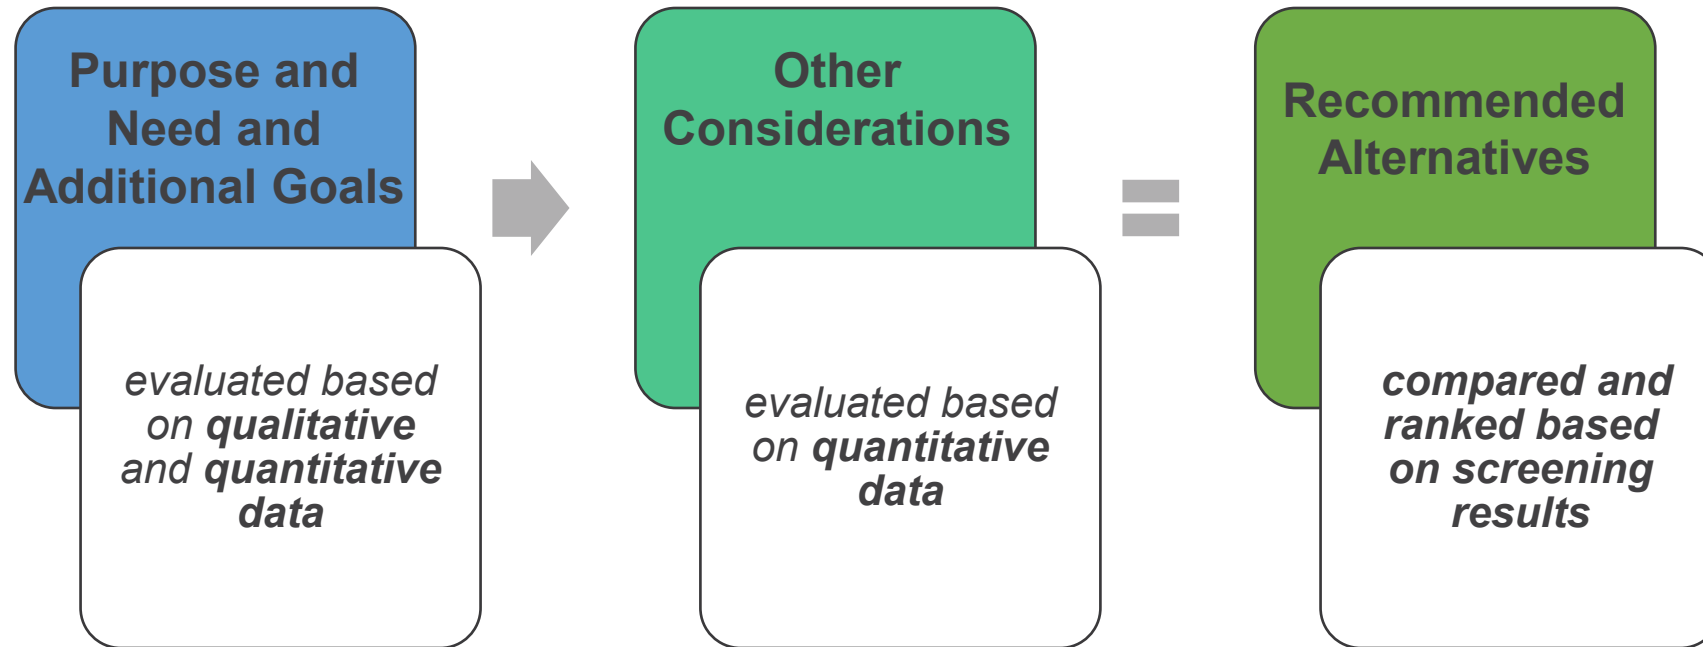 Purpose and
Need and
Additional Goals
evaluated based
on qualitative
and quantitative
data
Other
Considerations
evaluated based
on quantitative
data
Recommended
Alternatives
compared and
ranked based
on screening
results